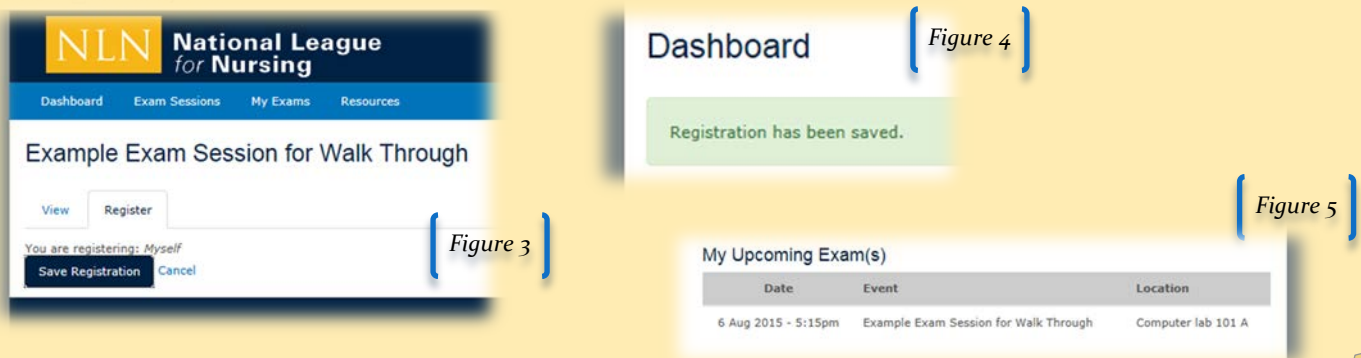 NLN National League
for Nursing
Dashboard Exam Sessions My Exams Resources
Example Exam Session for Walk Through
View Register
You are registering: Myself
Save Registration Cancel
Figure 3
Dashboard
Figure 4
Registration has been saved.
Figure 5
My Upcoming Exam(s)
Date Event Location
6 Aug 2015 - 5:15pm Example Exam Session for Walk Through Computer lab 101 A